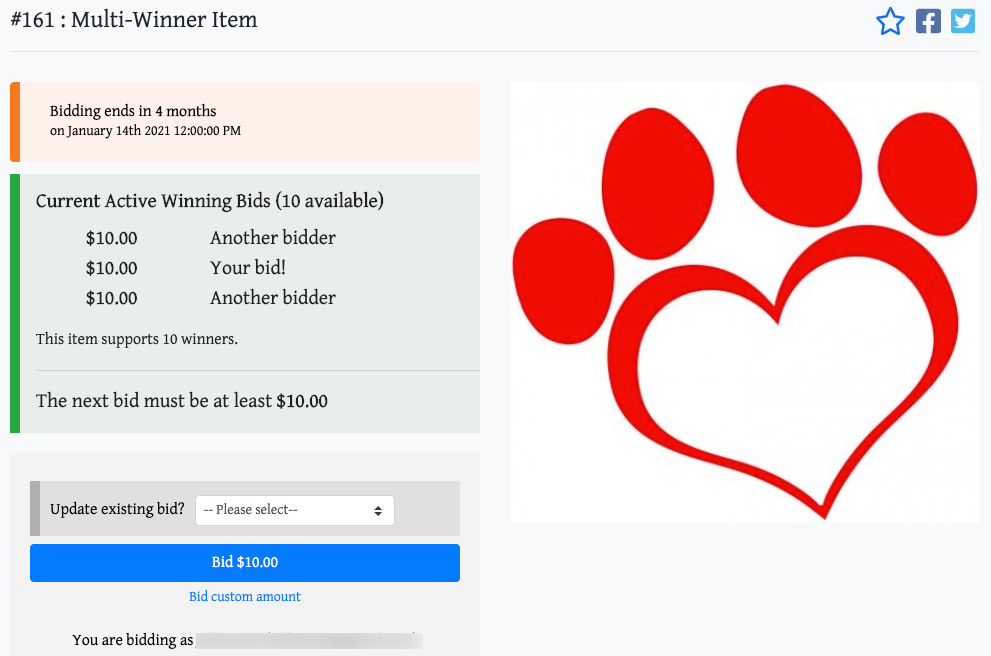 #161 : Multi-Winner Item
Bidding ends in 4 months
on January 14th 2021 12:00:00 PM
Current Active Winning Bids (10 available)
$10.00 Another bidder
$10.00 Your bid!
$10.00 Another bidder
This item supports 10 winners.
The next bid must be at least $10.00
Update existing bid? -- Please select--
Bid $10.00
Bid custom amount
You are bidding as